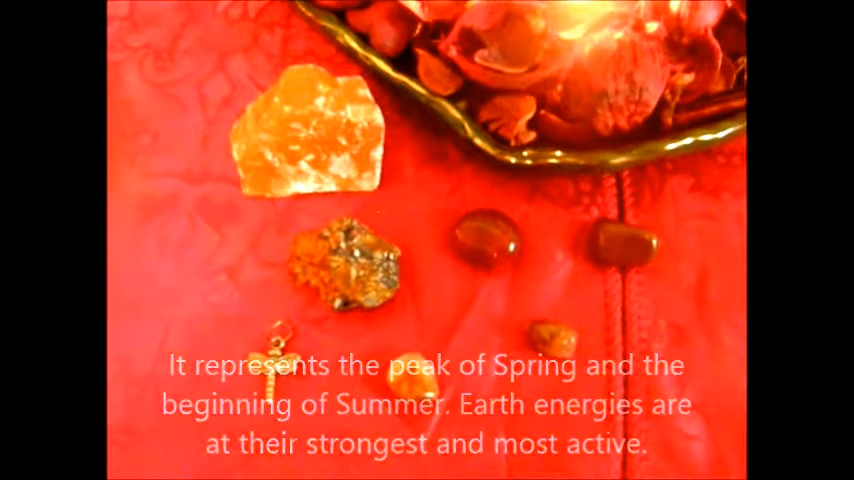 It represents the peak of Spring and the
beginning of Summer. Earth energies are
at their strongest and most active.